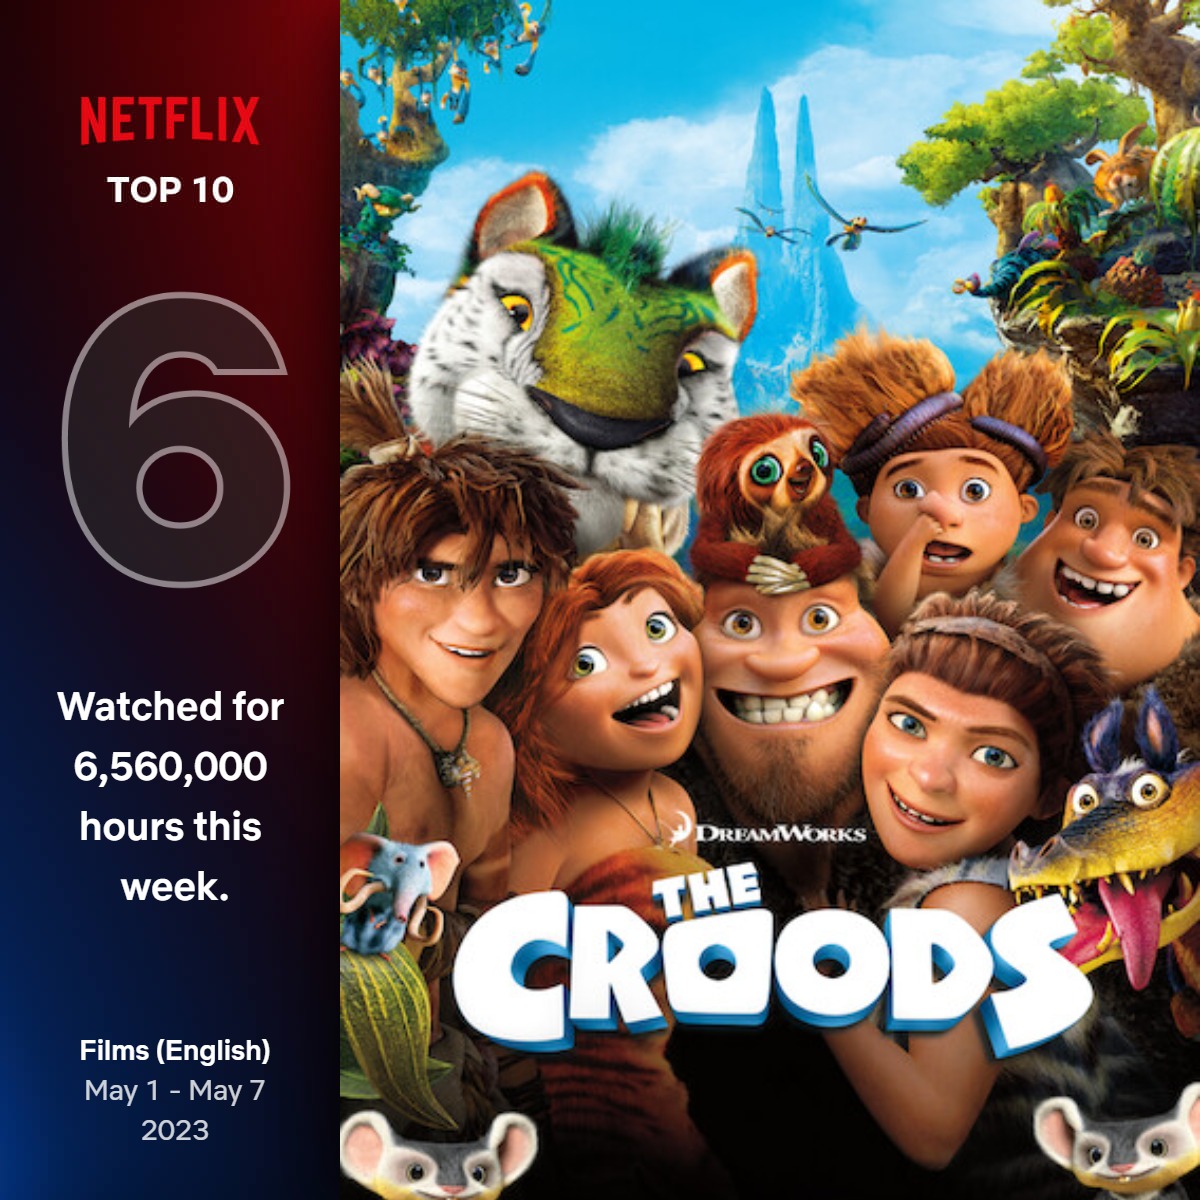 NETFLIX
TOP 10
6
Watched for
6,560,000
hours this
week.
Films (English)
May 1 - May 7
2023
DREAMWORKS
THE
CROODS